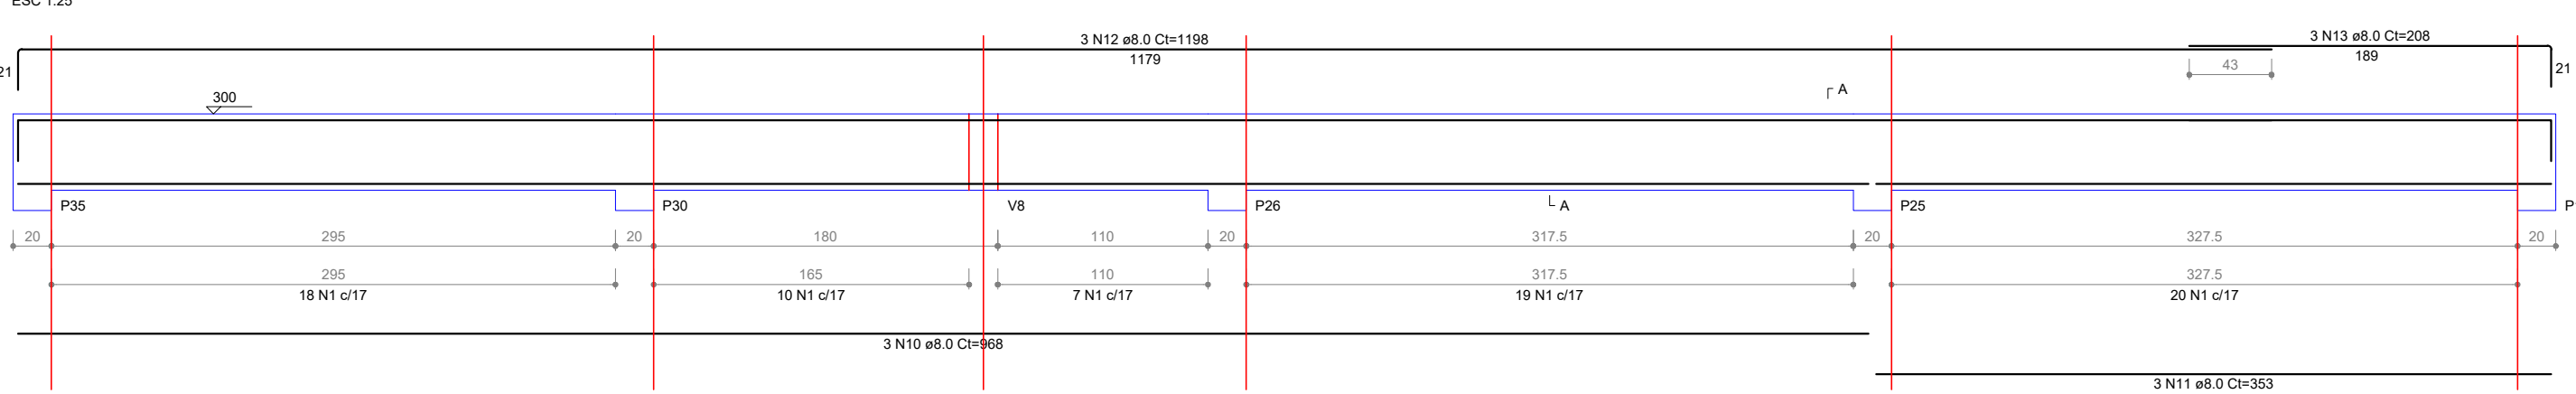 ESC 1:25
3 N12 ø8.0 Ct=1198
3 N13 ø8.0 Ct=208
1179
189
21
43
21
300
A
P35
P30
V8
P26
A
P25
P
20
295
20
180
110
20
317.5
20
327.5
20
295
165
110
317.5
327.5
18 N1 c/17
10 N1 c/17
7 N1 c/17
19 N1 c/17
20 N1 c/17
3 N10 ø8.0 Ct=968
3 N11 ø8.0 Ct=353